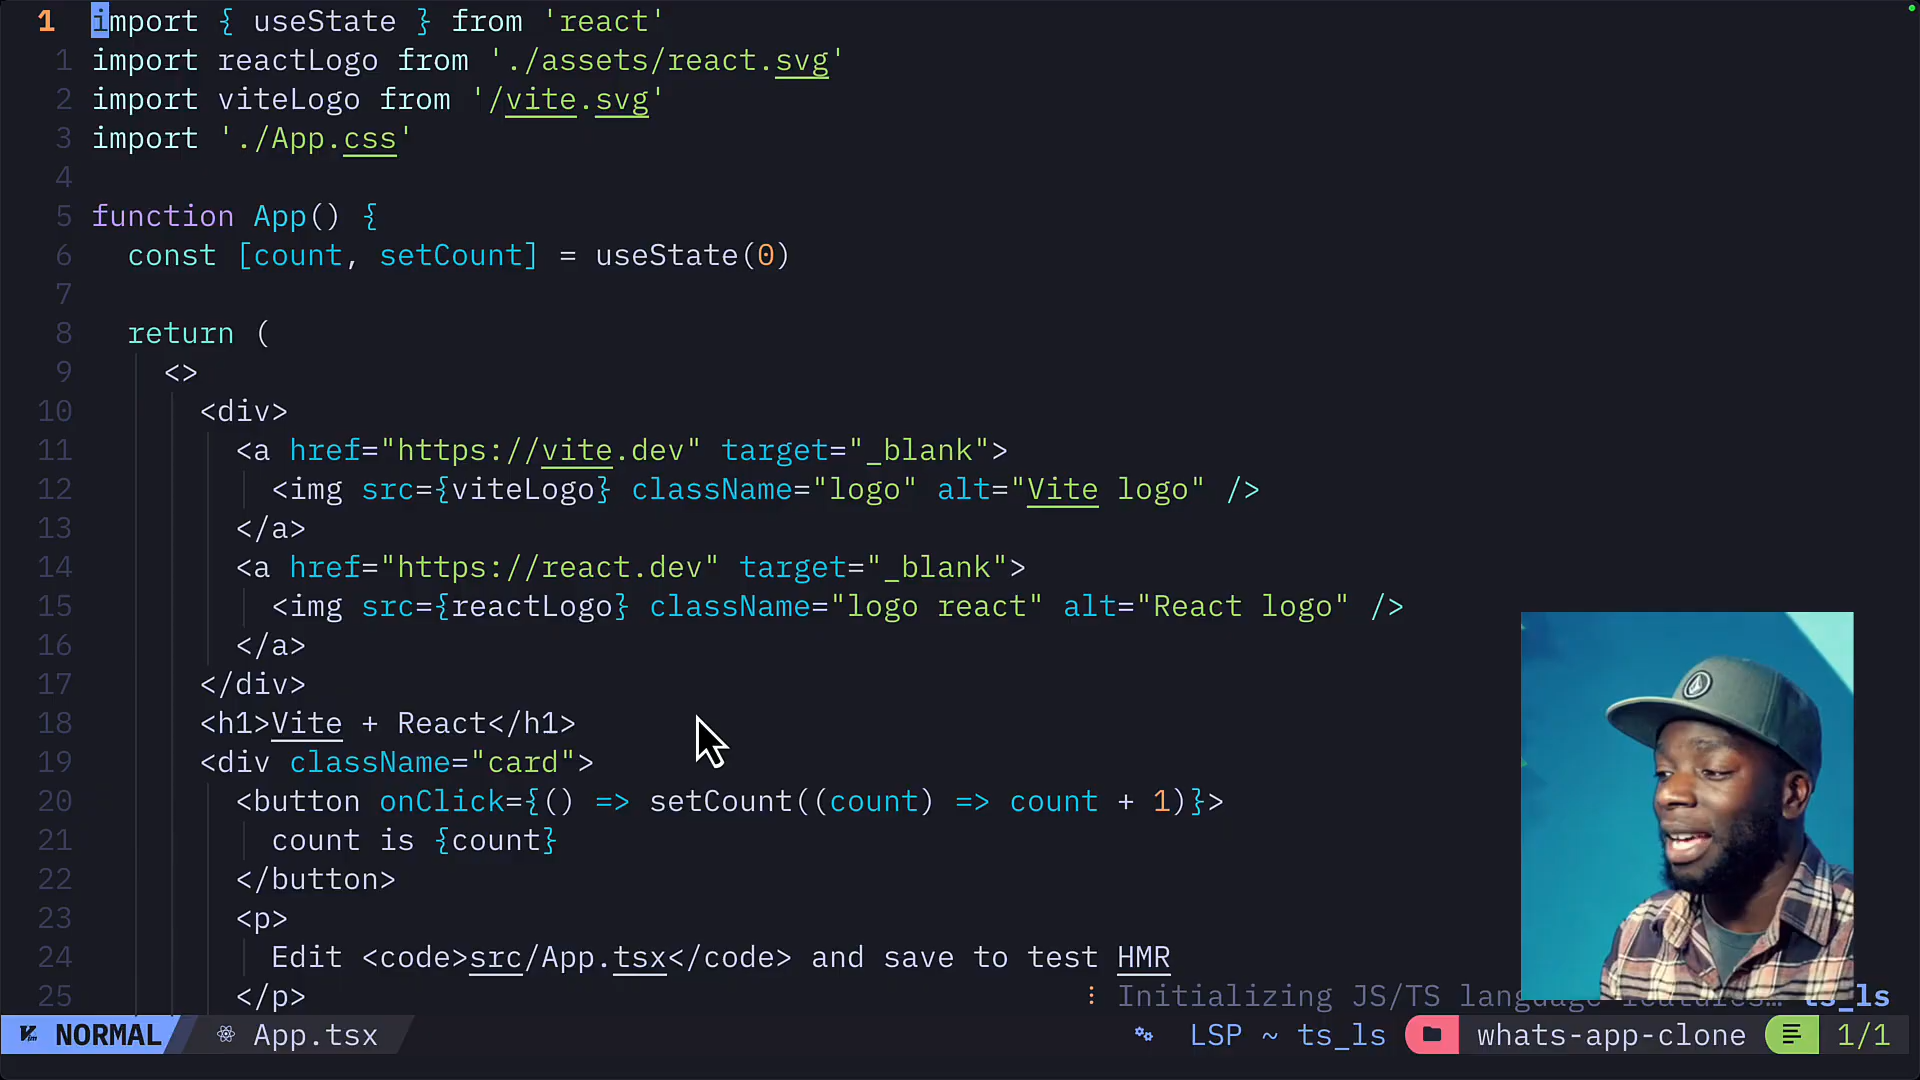 1 import { useState } from 'react'
1 import reactLogo from './assets/react.svg'
2 import viteLogo from '/vite.svg'
3 import './App.css'
4
5 function App() {
6 const [count, setCount] = useState(0)
7
8 return (
9 <>
10 <div>
11 <a href="https://vite.dev" target="_blank">
12 <img src={viteLogo} className="logo" alt="Vite logo" />
13 </a>
14 <a href="https://react.dev" target="_blank">
15 <img src={reactLogo} className="logo react" alt="React logo" />
16 </a>
17 </div>
18 <h1>Vite + React</h1>
19 <div className="card">
20 <button onClick={() => setCount((count) => count + 1)}>
21 count is {count}
22 </button>
23 <p>
24 Edit <code>src/App.tsx</code> and save to test HMR
25 </p> Initializing JS/TS language features… ts_ls
NORMAL App.tsx LSP ~ ts_ls whats-app-clone 1/1